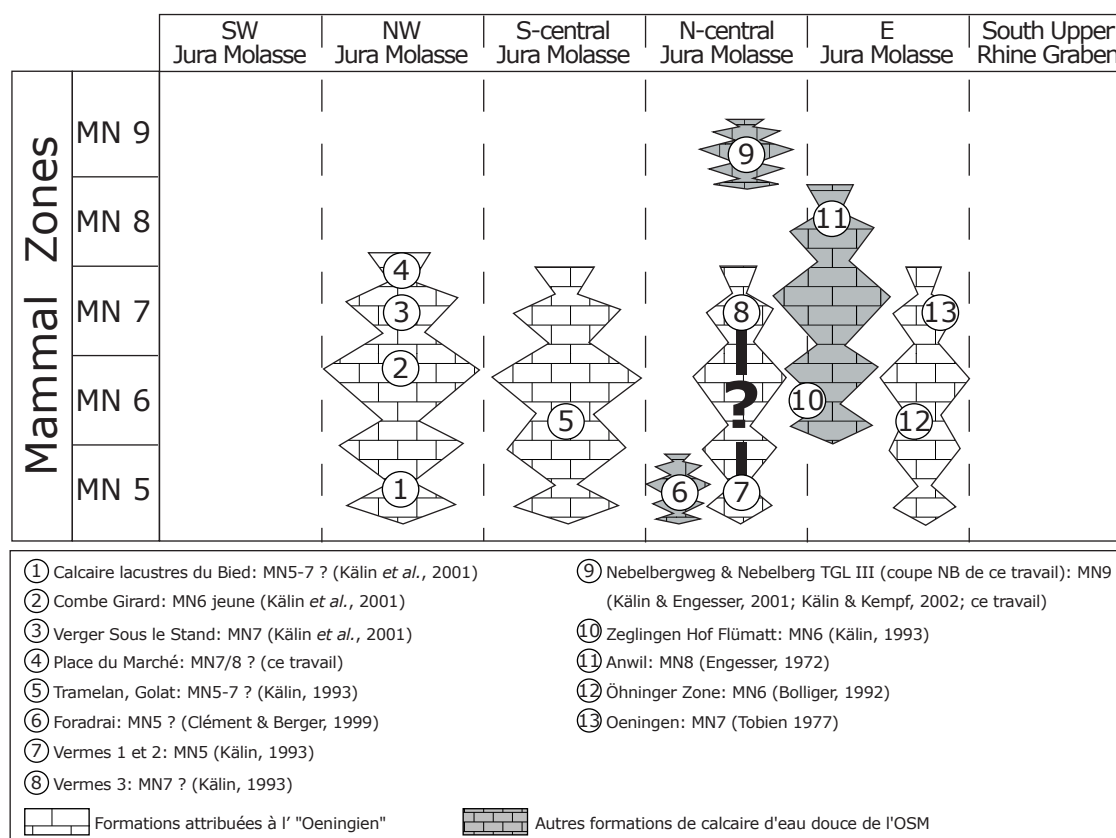 SW
Jura Molasse
NW
Jura Molasse
S-central
Jura Molasse
N-central
Jura Molasse
E
Jura Molasse
South Upper
Rhine Graben
Mammal Zones
MN 9
MN 8
MN 7
MN 6
MN 5
9
11
4
3
8
13
2
10
?
5
12
1
6
7
1 Calcaire lacustres du Bied: MN5-7 ? (Kälin et al., 2001)
2 Combe Girard: MN6 jeune (Kälin et al., 2001)
3 Verger Sous le Stand: MN7 (Kälin et al., 2001)
4 Place du Marché: MN7/8 ? (ce travail)
5 Tramelan, Golat: MN5-7 ? (Kälin, 1993)
6 Foradrai: MN5 ? (Clément & Berger, 1999)
7 Vermes 1 et 2: MN5 (Kälin, 1993)
8 Vermes 3: MN7 ? (Kälin, 1993)
9 Nebelbergweg & Nebelberg TGL III (coupe NB de ce travail): MN9
(Kälin & Engesser, 2001; Kälin & Kempf, 2002; ce travail)
10 Zeglingen Hof Flümatt: MN6 (Kälin, 1993)
11 Anwil: MN8 (Engesser, 1972)
12 Öhninger Zone: MN6 (Bolliger, 1992)
13 Oeningen: MN7 (Tobien 1977)
Formations attribuées à l' "Oeningien"
Autres formations de calcaire d'eau douce de l'OSM